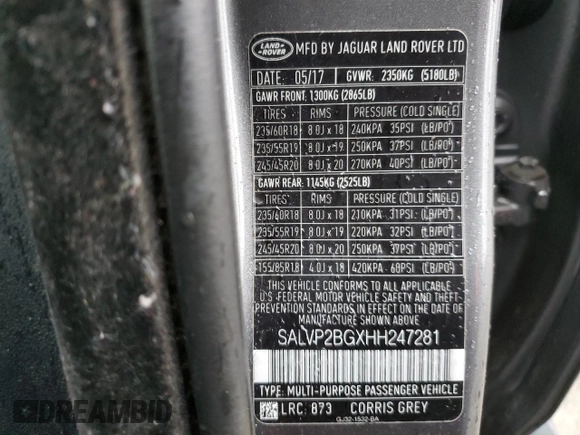 LAND ROVER
MFD BY JAGUAR LAND ROVER LTD
DATE: 05/17 GVWR: 2350KG (5180LB)
GAWR FRONT: 1300KG (2865LB)
TIRES RIMS PRESSURE (COLD SINGLE)
235/60R18 8.0J x 18 240KPA 35PSI (LB/PO²)
235/55R19 8.0J x 19 250KPA 37PSI (LB/PO²)
245/45R20 8.0J x 20 270KPA 40PSI (LB/PO²)
GAWR REAR: 1145KG (2525LB)
TIRES RIMS PRESSURE (COLD SINGLE)
235/60R18 8.0J x 18 210KPA 31PSI (LB/PO²)
235/55R19 8.0J x 19 220KPA 32PSI (LB/PO²)
245/45R20 8.0J x 20 250KPA 37PSI (LB/PO²)
155/85R18 4.0J x 18 420KPA 60PSI (LB/PO²)
THIS VEHICLE CONFORMS TO ALL APPLICABLE
U.S. FEDERAL MOTOR VEHICLE SAFETY AND THEFT
PREVENTION STANDARDS IN EFFECT ON THE DATE OF
MANUFACTURE SHOWN ABOVE.
SALVP2BGXHH247281
TYPE: MULTI-PURPOSE PASSENGER VEHICLE
LRC: 873 CORRIS GREY
GJ32-1532-BA
DREAMBID